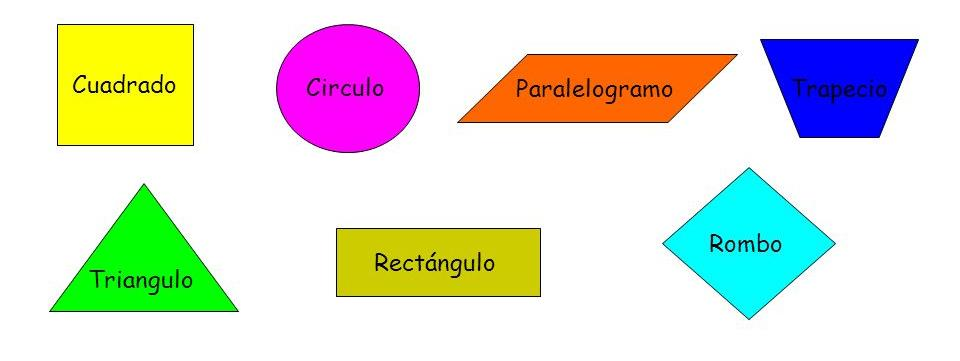 Cuadrado
Circulo
Paralelogramo
Trapecio
Triangulo
Rectángulo
Rombo